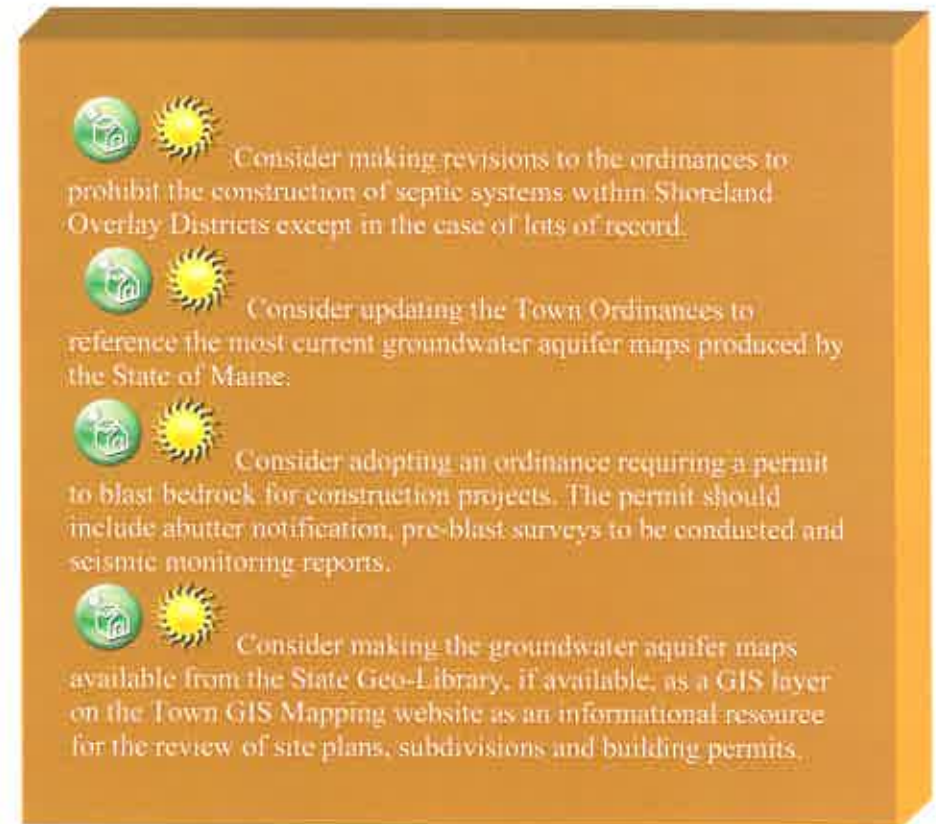 Consider making revisions to the ordinances to
prohibit the construction of septic systems within Shoreland
Overlay Districts except in the case of lots of record.
Consider updating the Town Ordinances to
reference the most current groundwater aquifer maps produced by
the State of Maine.
Consider adopting an ordinance requiring a permit
to blast bedrock for construction projects. The permit should
include abutter notification, pre-blast surveys to be conducted and
seismic monitoring reports.
Consider making the groundwater aquifer maps
available from the State Geo-Library, if available, as a GIS layer
on the Town GIS Mapping website as an informational resource
for the review of site plans, subdivisions and building permits.